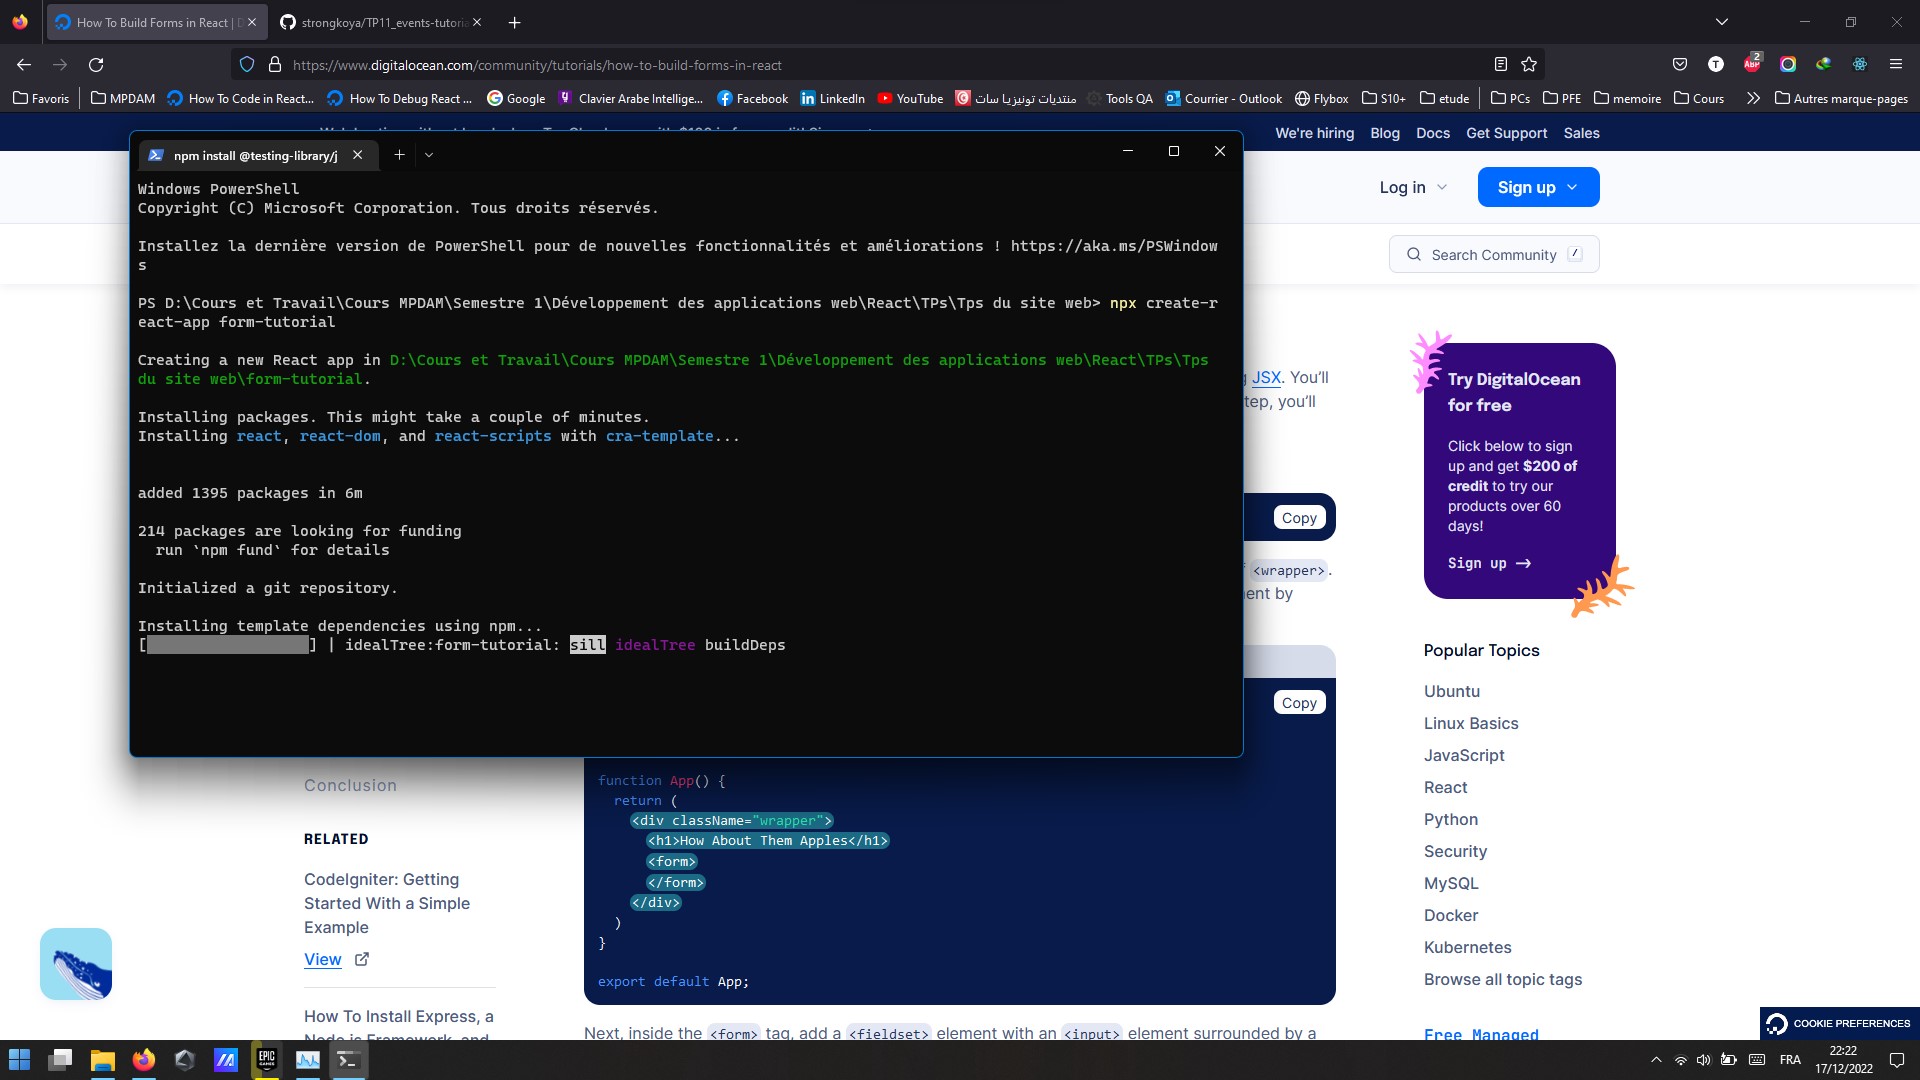 How To Build Forms in React | D
strongkoya/TP11_events-tutoria
https://www.digitalocean.com/community/tutorials/how-to-build-forms-in-react
2
Favoris
MPDAM
How To Code in React...
How To Debug React ...
Google
Clavier Arabe Intellige...
Facebook
LinkedIn
YouTube
منتديات تونيزيا سات
Tools QA
Courrier - Outlook
Flybox
S10+
etude
PCs
PFE
memoire
Cours
Autres marque-pages
We're hiring
Blog
Docs
Get Support
Sales
npm install @testing-library/j
Log in
Sign up
Search Community /
Windows PowerShell
Copyright (C) Microsoft Corporation. Tous droits réservés.
Installez la dernière version de PowerShell pour de nouvelles fonctionnalités et améliorations ! https://aka.ms/PSWindow
s
PS D:\Cours et Travail\Cours MPDAM\Semestre 1\Développement des applications web\React\TPs\Tps du site web> npx create-r
eact-app form-tutorial
Creating a new React app in D:\Cours et Travail\Cours MPDAM\Semestre 1\Développement des applications web\React\TPs\Tps
du site web\form-tutorial.
Installing packages. This might take a couple of minutes.
Installing react, react-dom, and react-scripts with cra-template...
added 1395 packages in 6m
214 packages are looking for funding
run `npm fund` for details
Initialized a git repository.
Installing template dependencies using npm...
[ ] | idealTree:form-tutorial: sill idealTree buildDeps
JSX. You'll
tep, you'll
Copy
<wrapper>.
ent by
Copy
Try DigitalOcean
for free
Click below to sign
up and get $200 of
credit to try our
products over 60
days!
Sign up →
Popular Topics
Ubuntu
Linux Basics
JavaScript
React
Python
Security
MySQL
Docker
Kubernetes
Browse all topic tags
Free Managed
Conclusion
RELATED
CodeIgniter: Getting
Started With a Simple
Example
View
How To Install Express, a
Node.js Framework, and
function App() {
return (
<div className="wrapper">
<h1>How About Them Apples</h1>
<form>
</form>
</div>
)
}
export default App;
Next, inside the <form> tag, add a <fieldset> element with an <input> element surrounded by a
COOKIE PREFERENCES
EPIC
GAMES
FRA
22:22
17/12/2022